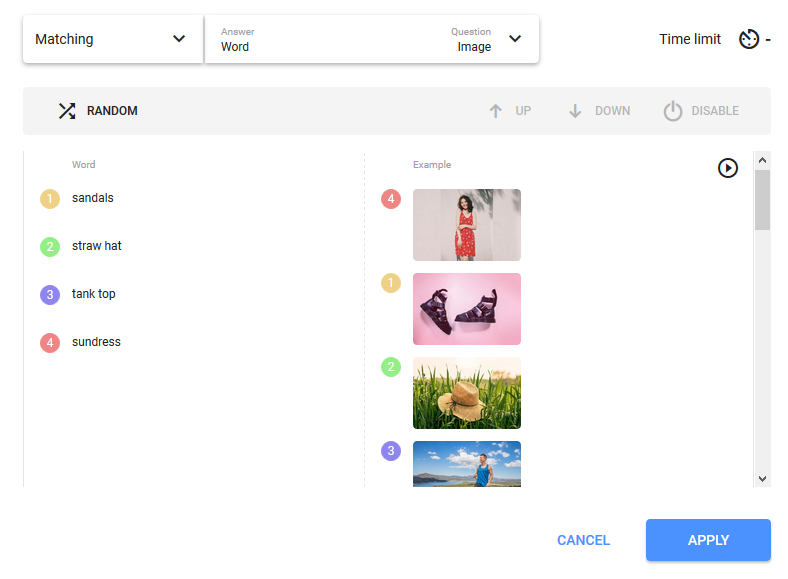 Matching
Answer
Word
Question
Image
Time limit
-
RANDOM
UP
DOWN
DISABLE
Word
Example
1
sandals
2
straw hat
3
tank top
4
sundress
4
1
2
3
CANCEL
APPLY